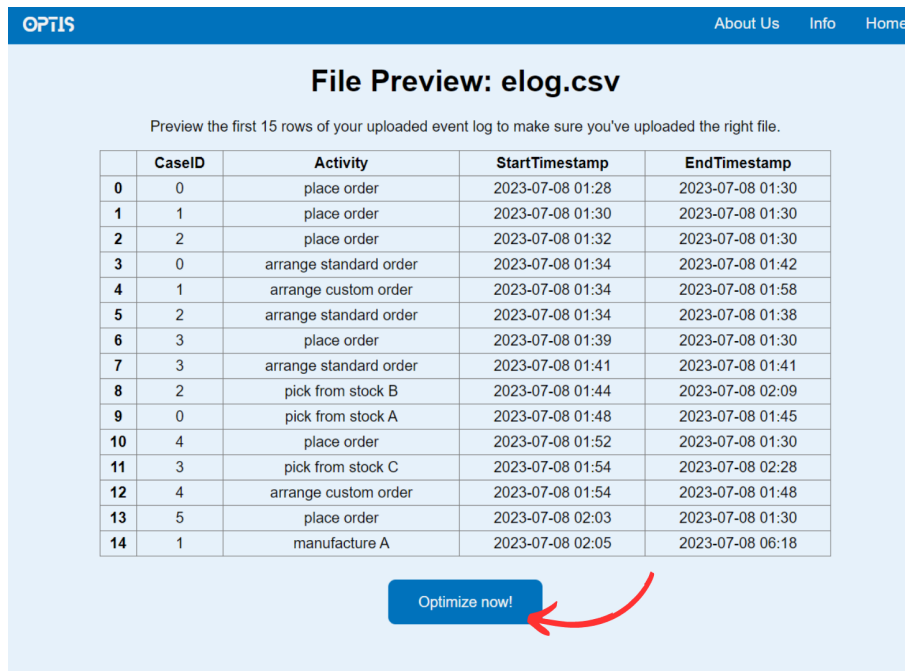 OPTIS About Us Info Home
File Preview: elog.csv
Preview the first 15 rows of your uploaded event log to make sure you've uploaded the right file.
CaseID Activity StartTimestamp EndTimestamp
0 0 place order 2023-07-08 01:28 2023-07-08 01:30
1 1 place order 2023-07-08 01:30 2023-07-08 01:30
2 2 place order 2023-07-08 01:32 2023-07-08 01:30
3 0 arrange standard order 2023-07-08 01:34 2023-07-08 01:42
4 1 arrange custom order 2023-07-08 01:34 2023-07-08 01:58
5 2 arrange standard order 2023-07-08 01:34 2023-07-08 01:38
6 3 place order 2023-07-08 01:39 2023-07-08 01:30
7 3 arrange standard order 2023-07-08 01:41 2023-07-08 01:41
8 2 pick from stock B 2023-07-08 01:44 2023-07-08 02:09
9 0 pick from stock A 2023-07-08 01:48 2023-07-08 01:45
10 4 place order 2023-07-08 01:52 2023-07-08 01:30
11 3 pick from stock C 2023-07-08 01:54 2023-07-08 02:28
12 4 arrange custom order 2023-07-08 01:54 2023-07-08 01:48
13 5 place order 2023-07-08 02:03 2023-07-08 01:30
14 1 manufacture A 2023-07-08 02:05 2023-07-08 06:18
Optimize now!